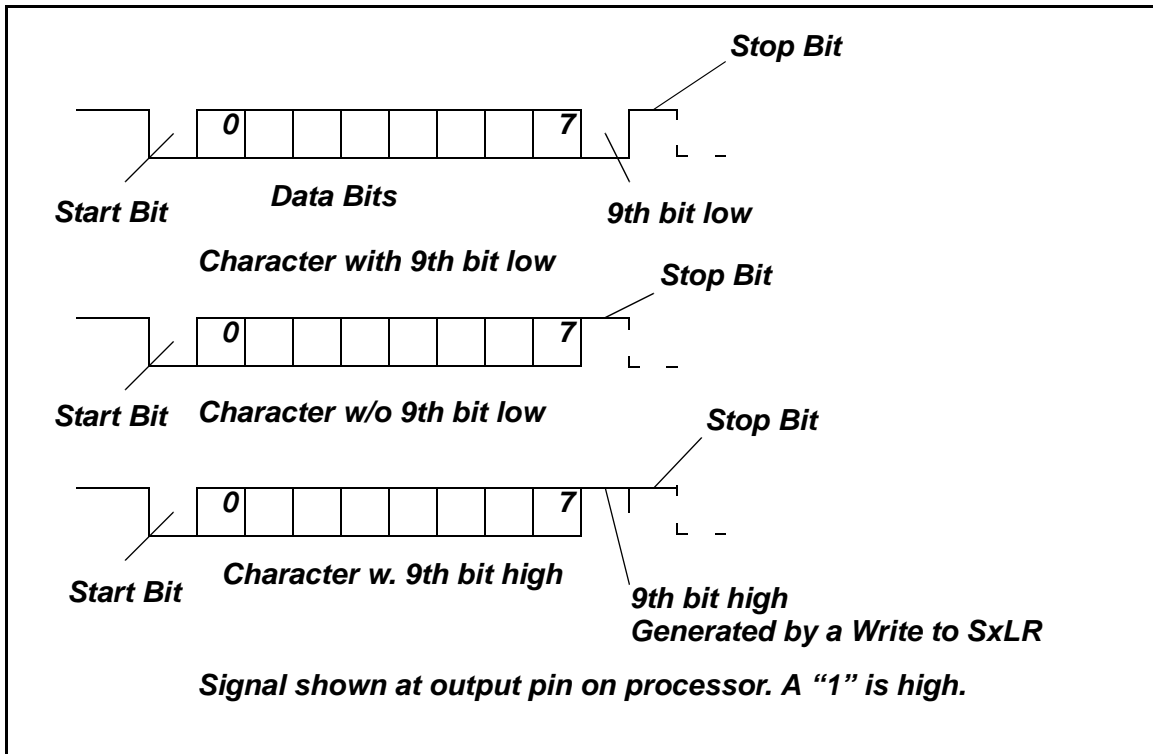 Stop Bit
0 7
Start Bit
Data Bits
9th bit low
Character with 9th bit low
Stop Bit
0 7
Start Bit
Character w/o 9th bit low
Stop Bit
0 7
Start Bit
Character w. 9th bit high
9th bit high
Generated by a Write to SxLR
Signal shown at output pin on processor. A “1” is high.